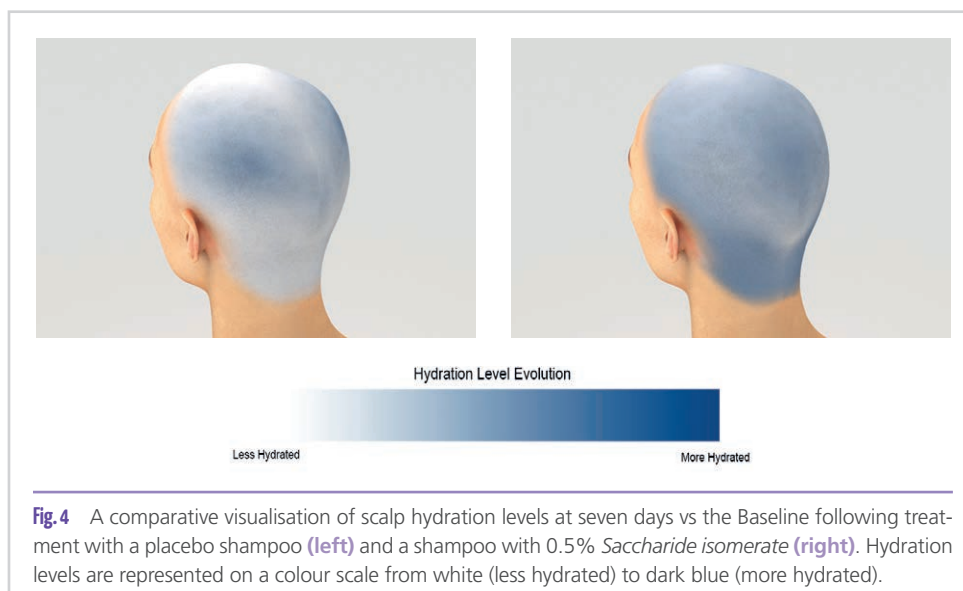 Hydration Level Evolution
Less Hydrated
More Hydrated
Fig. 4 A comparative visualisation of scalp hydration levels at seven days vs the Baseline following treat-
ment with a placebo shampoo (left) and a shampoo with 0.5% Saccharide isomerate (right). Hydration
levels are represented on a colour scale from white (less hydrated) to dark blue (more hydrated).